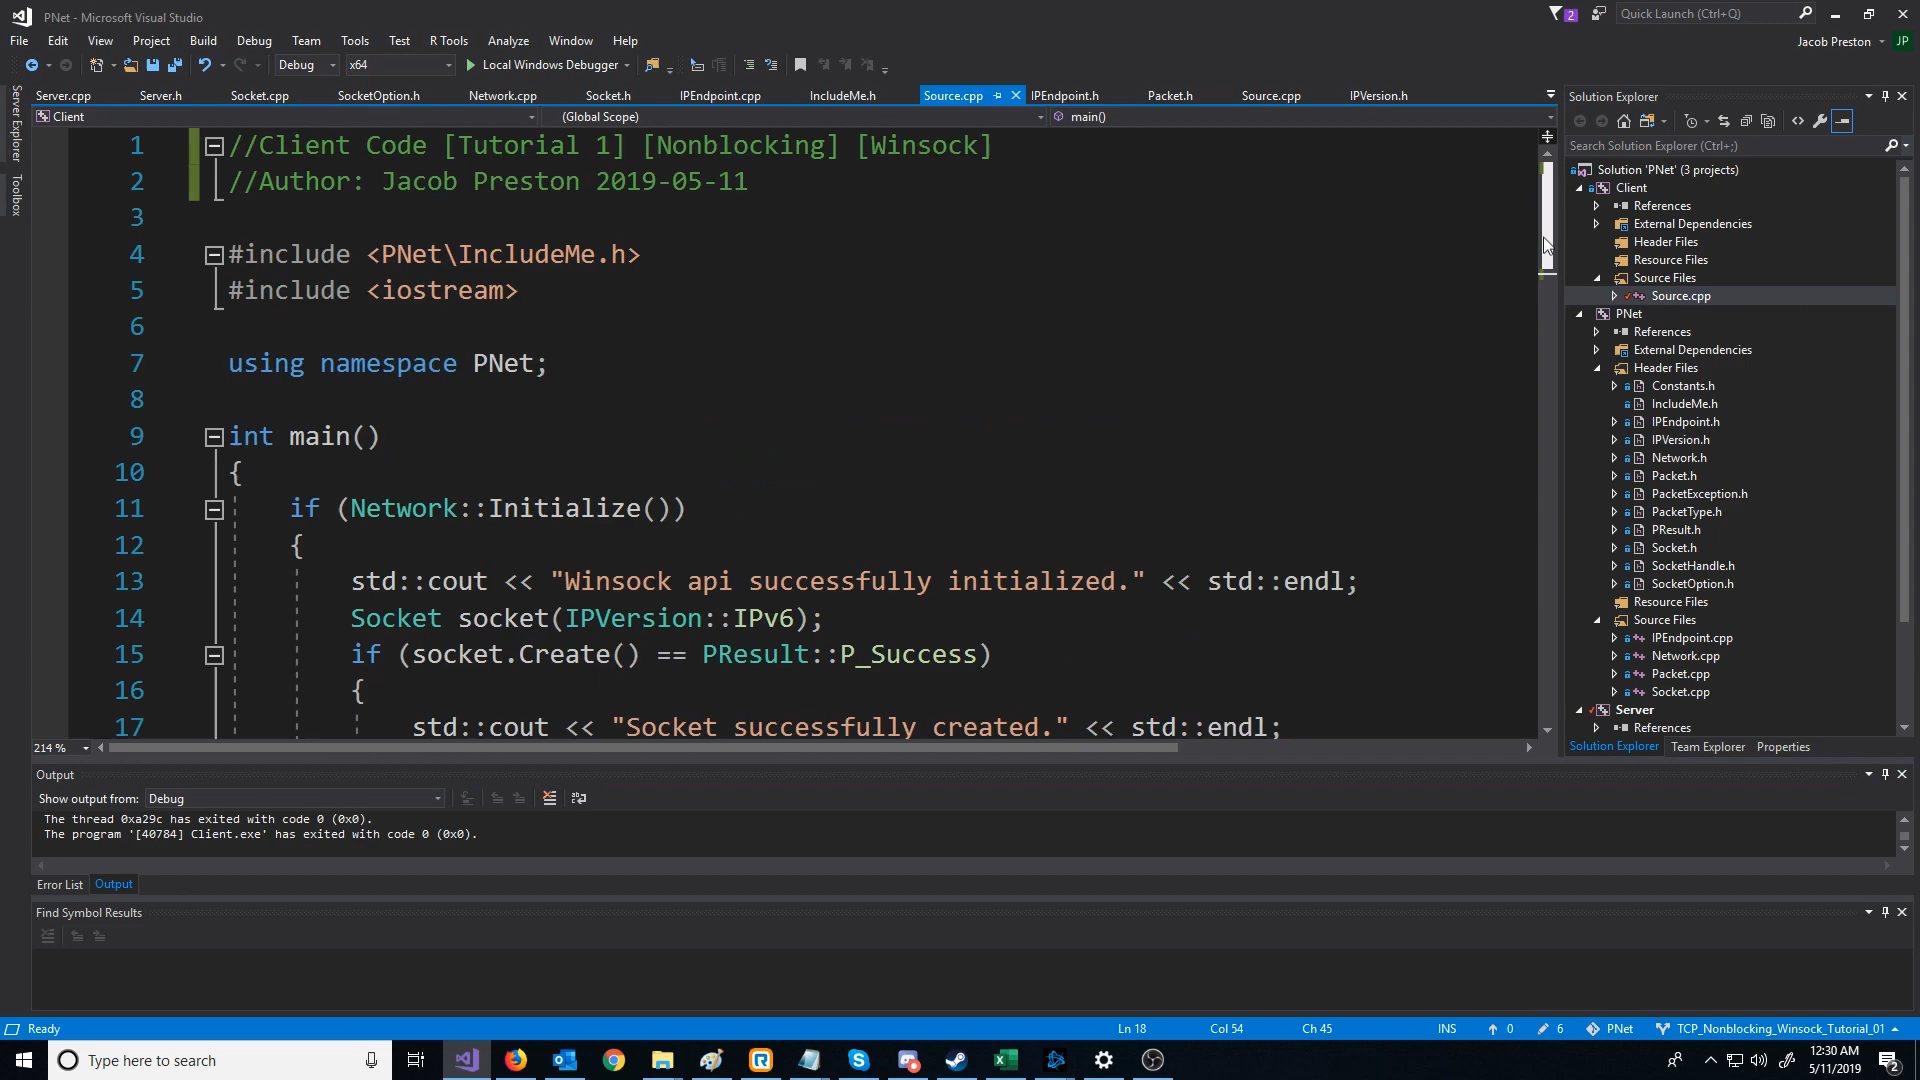 PNet - Microsoft Visual Studio
2
Quick Launch (Ctrl+Q)
File Edit View Project Build Debug Team Tools Test R Tools Analyze Window Help
Jacob Preston
JP
Debug x64 Local Windows Debugger
Server Explorer
Toolbox
Server.cpp Server.h Socket.cpp SocketOption.h Network.cpp Socket.h IPEndpoint.cpp IncludeMe.h Source.cpp IPEndpoint.h Packet.h Source.cpp IPVersion.h
Client (Global Scope) main()
1 //Client Code [Tutorial 1] [Nonblocking] [Winsock]
2 //Author: Jacob Preston 2019-05-11
3
4 #include <PNet\IncludeMe.h>
5 #include <iostream>
6
7 using namespace PNet;
8
9 int main()
10 {
11 if (Network::Initialize())
12 {
13 std::cout << "Winsock api successfully initialized." << std::endl;
14 Socket socket(IPVersion::IPv6);
15 if (socket.Create() == PResult::P_Success)
16 {
17 std::cout << "Socket successfully created." << std::endl;
214 %
Solution Explorer
Search Solution Explorer (Ctrl+;)
Solution 'PNet' (3 projects)
Client
References
External Dependencies
Header Files
Resource Files
Source Files
Source.cpp
PNet
References
External Dependencies
Header Files
Constants.h
IncludeMe.h
IPEndpoint.h
IPVersion.h
Network.h
Packet.h
PacketException.h
PacketType.h
PResult.h
Socket.h
SocketHandle.h
SocketOption.h
Resource Files
Source Files
IPEndpoint.cpp
Network.cpp
Packet.cpp
Socket.cpp
Server
References
Solution Explorer Team Explorer Properties
Output
Show output from: Debug
The thread 0xa29c has exited with code 0 (0x0).
The program '[40784] Client.exe' has exited with code 0 (0x0).
Error List Output
Find Symbol Results
Ready
Ln 18 Col 54 Ch 45 INS 0 6 PNet TCP_Nonblocking_Winsock_Tutorial_01
Type here to search
12:30 AM
5/11/2019
2